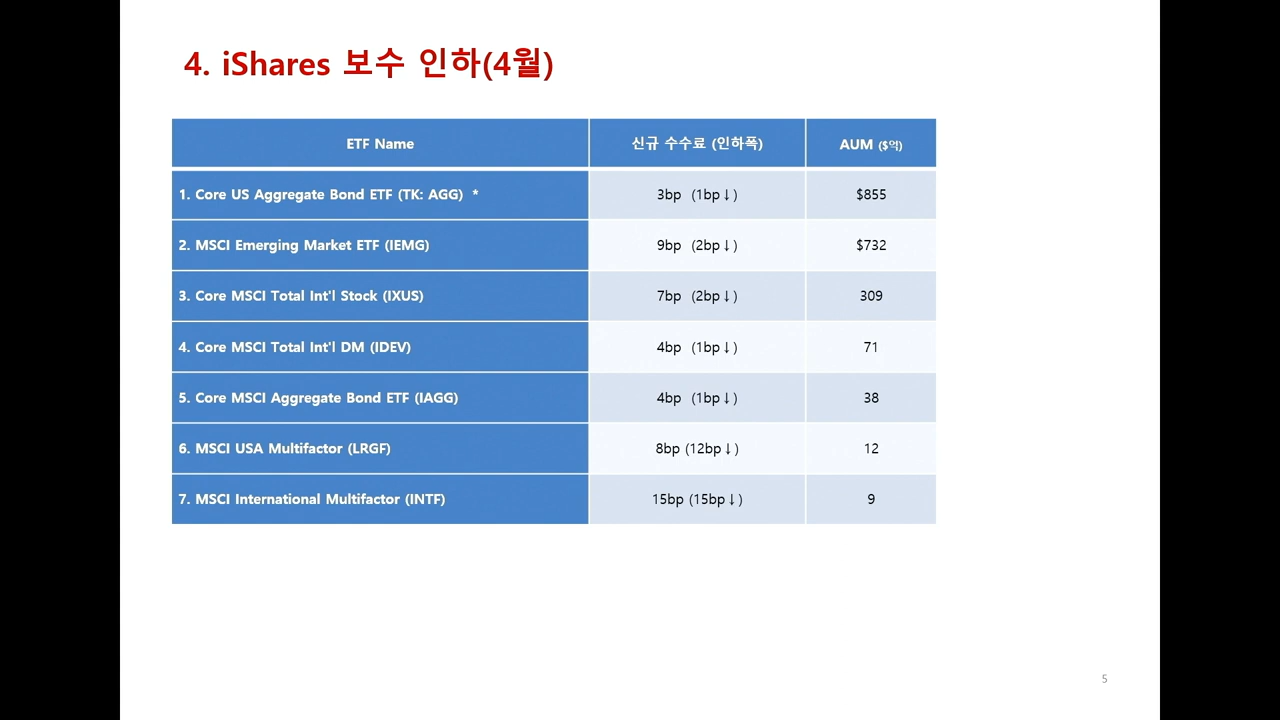 4. iShares 보수 인하(4월)
ETF Name 신규 수수료 (인하폭) AUM ($억)
1. Core US Aggregate Bond ETF (TK: AGG) * 3bp (1bp↓) $855
2. MSCI Emerging Market ETF (IEMG) 9bp (2bp↓) $732
3. Core MSCI Total Int'l Stock (IXUS) 7bp (2bp↓) 309
4. Core MSCI Total Int'l DM (IDEV) 4bp (1bp↓) 71
5. Core MSCI Aggregate Bond ETF (IAGG) 4bp (1bp↓) 38
6. MSCI USA Multifactor (LRGF) 8bp (12bp↓) 12
7. MSCI International Multifactor (INTF) 15bp (15bp↓) 9
5